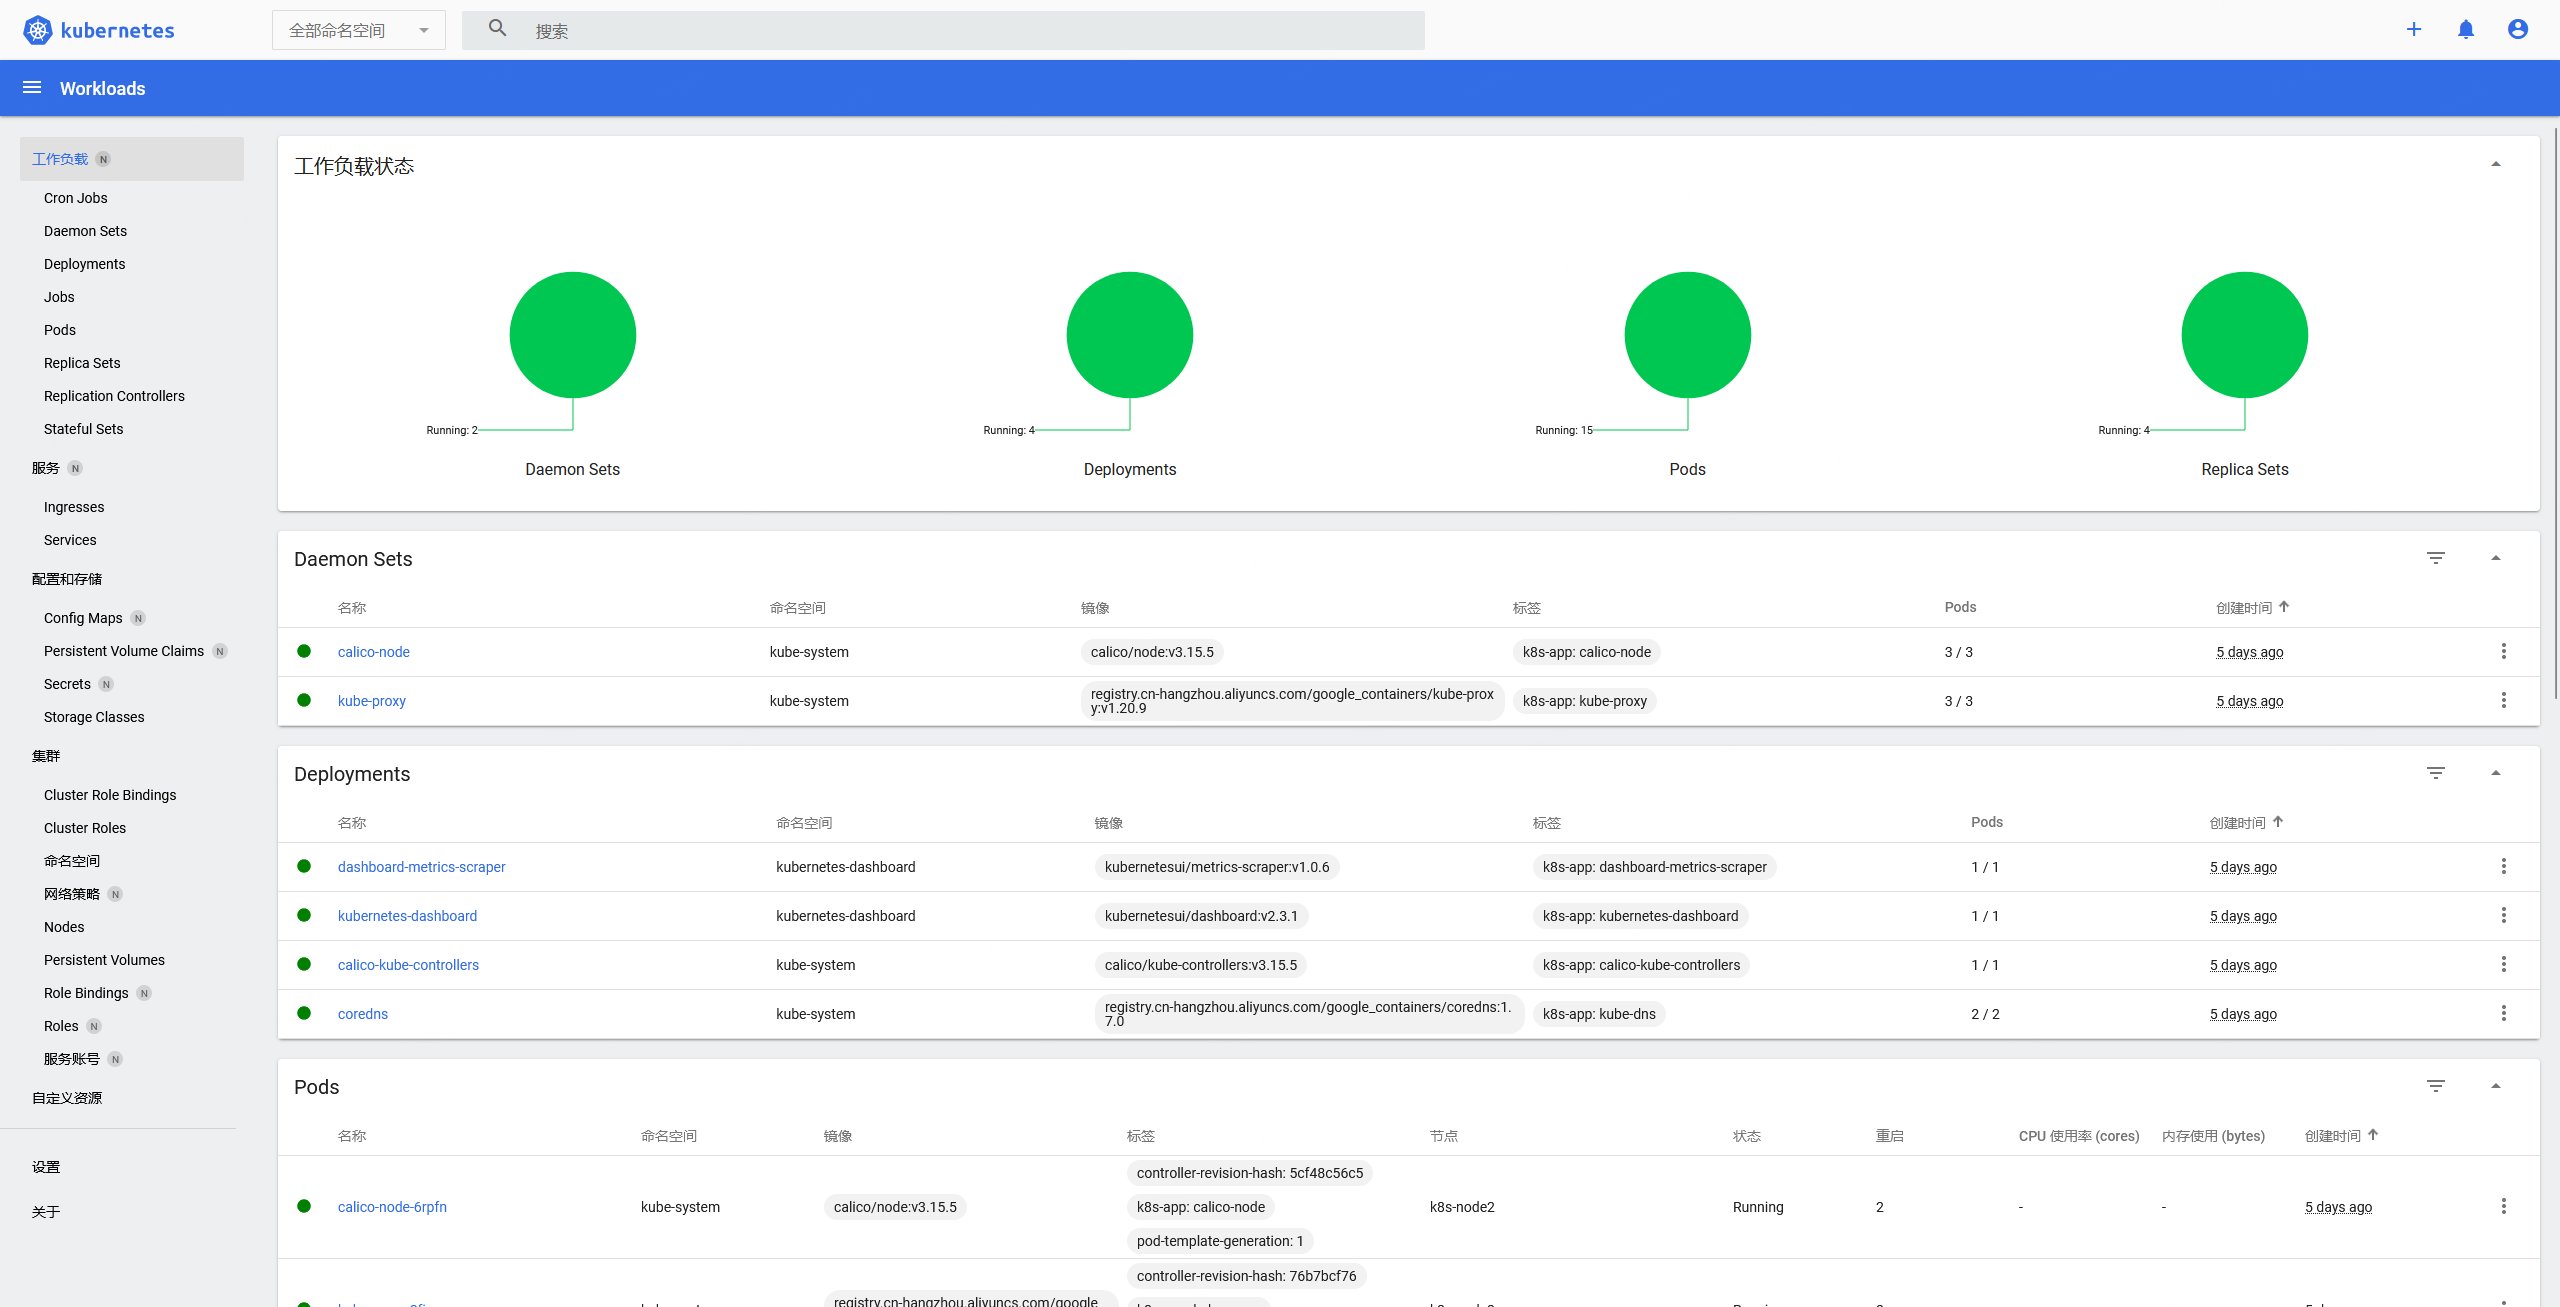 kubernetes
全部命名空间
搜索
Workloads
工作负载 N
Cron Jobs
Daemon Sets
Deployments
Jobs
Pods
Replica Sets
Replication Controllers
Stateful Sets
服务 N
Ingresses
Services
配置和存储
Config Maps N
Persistent Volume Claims N
Secrets N
Storage Classes
集群
Cluster Role Bindings
Cluster Roles
命名空间
网络策略 N
Nodes
Persistent Volumes
Role Bindings N
Roles N
服务账号 N
自定义资源
设置
关于
工作负载状态
Running: 2
Daemon Sets
Running: 4
Deployments
Running: 15
Pods
Running: 4
Replica Sets
Daemon Sets
名称 命名空间 镜像 标签 Pods 创建时间
calico-node kube-system calico/node:v3.15.5 k8s-app: calico-node 3 / 3 5 days ago
kube-proxy kube-system registry.cn-hangzhou.aliyuncs.com/google_containers/kube-prox
y:v1.20.9 k8s-app: kube-proxy 3 / 3 5 days ago
Deployments
名称 命名空间 镜像 标签 Pods 创建时间
dashboard-metrics-scraper kubernetes-dashboard kubernetesui/metrics-scraper:v1.0.6 k8s-app: dashboard-metrics-scraper 1 / 1 5 days ago
kubernetes-dashboard kubernetes-dashboard kubernetesui/dashboard:v2.3.1 k8s-app: kubernetes-dashboard 1 / 1 5 days ago
calico-kube-controllers kube-system calico/kube-controllers:v3.15.5 k8s-app: calico-kube-controllers 1 / 1 5 days ago
coredns kube-system registry.cn-hangzhou.aliyuncs.com/google_containers/coredns:1.
7.0 k8s-app: kube-dns 2 / 2 5 days ago
Pods
名称 命名空间 镜像 标签 节点 状态 重启 CPU 使用率 (cores) 内存使用 (bytes) 创建时间
controller-revision-hash: 5cf48c56c5
calico-node-6rpfn kube-system calico/node:v3.15.5 k8s-app: calico-node k8s-node2 Running 2 - - 5 days ago
pod-template-generation: 1
controller-revision-hash: 76b7bcf76
registry.cn-hangzhou.aliyuncs.com/google